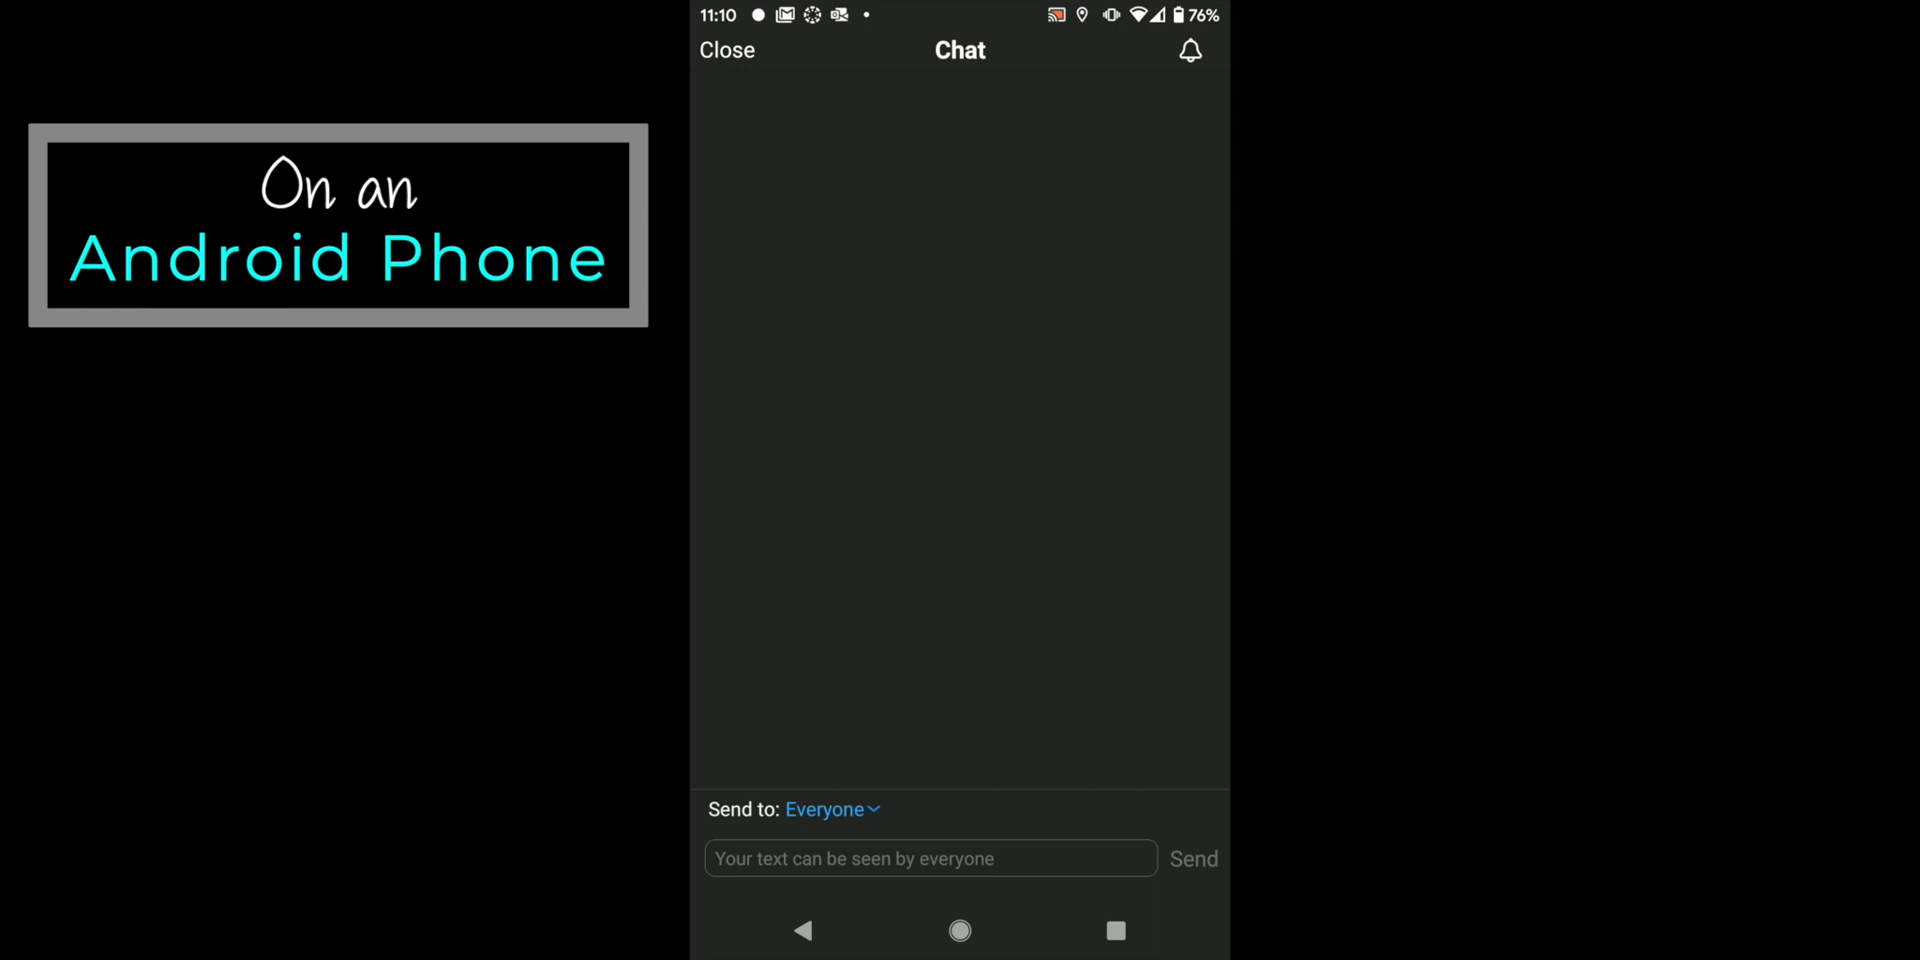 On an
Android Phone
11:10
76%
Close
Chat
Send to: Everyone
Your text can be seen by everyone
Send